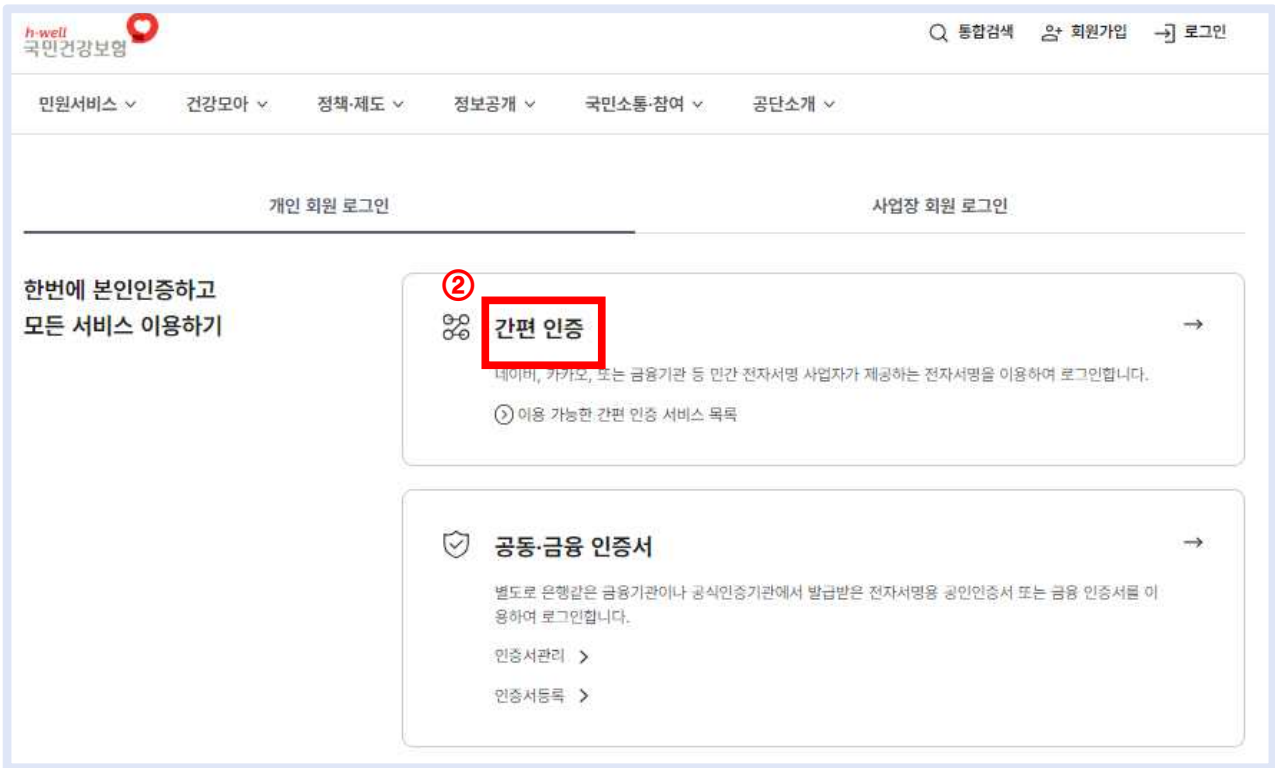 h-well
국민건강보험
통합검색 회원가입 로그인
민원서비스 건강모아 정책·제도 정보공개 국민소통·참여 공단소개
개인 회원 로그인 사업장 회원 로그인
한번에 본인인증하고
모든 서비스 이용하기
②
간편 인증
네이버, 카카오, 또는 금융기관 등 민간 전자서명 사업자가 제공하는 전자서명을 이용하여 로그인합니다.
이용 가능한 간편 인증 서비스 목록
공동·금융 인증서
별도로 은행같은 금융기관이나 공식인증기관에서 발급받은 전자서명용 공인인증서 또는 금융 인증서를 이
용하여 로그인합니다.
인증서관리
인증서등록